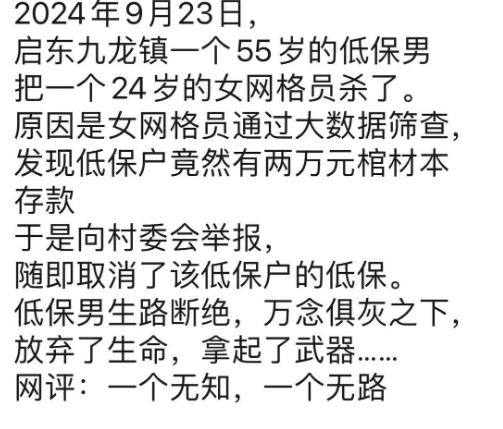 2024年9月23日，
启东九龙镇一个55岁的低保男
把一个24岁的女网格员杀了。
原因是女网格员通过大数据筛查，
发现低保户竟然有两万元棺材本
存款
于是向村委会举报，
随即取消了该低保户的低保。
低保男生路断绝，万念俱灰之下，
放弃了生命，拿起了武器......
网评：一个无知，一个无路